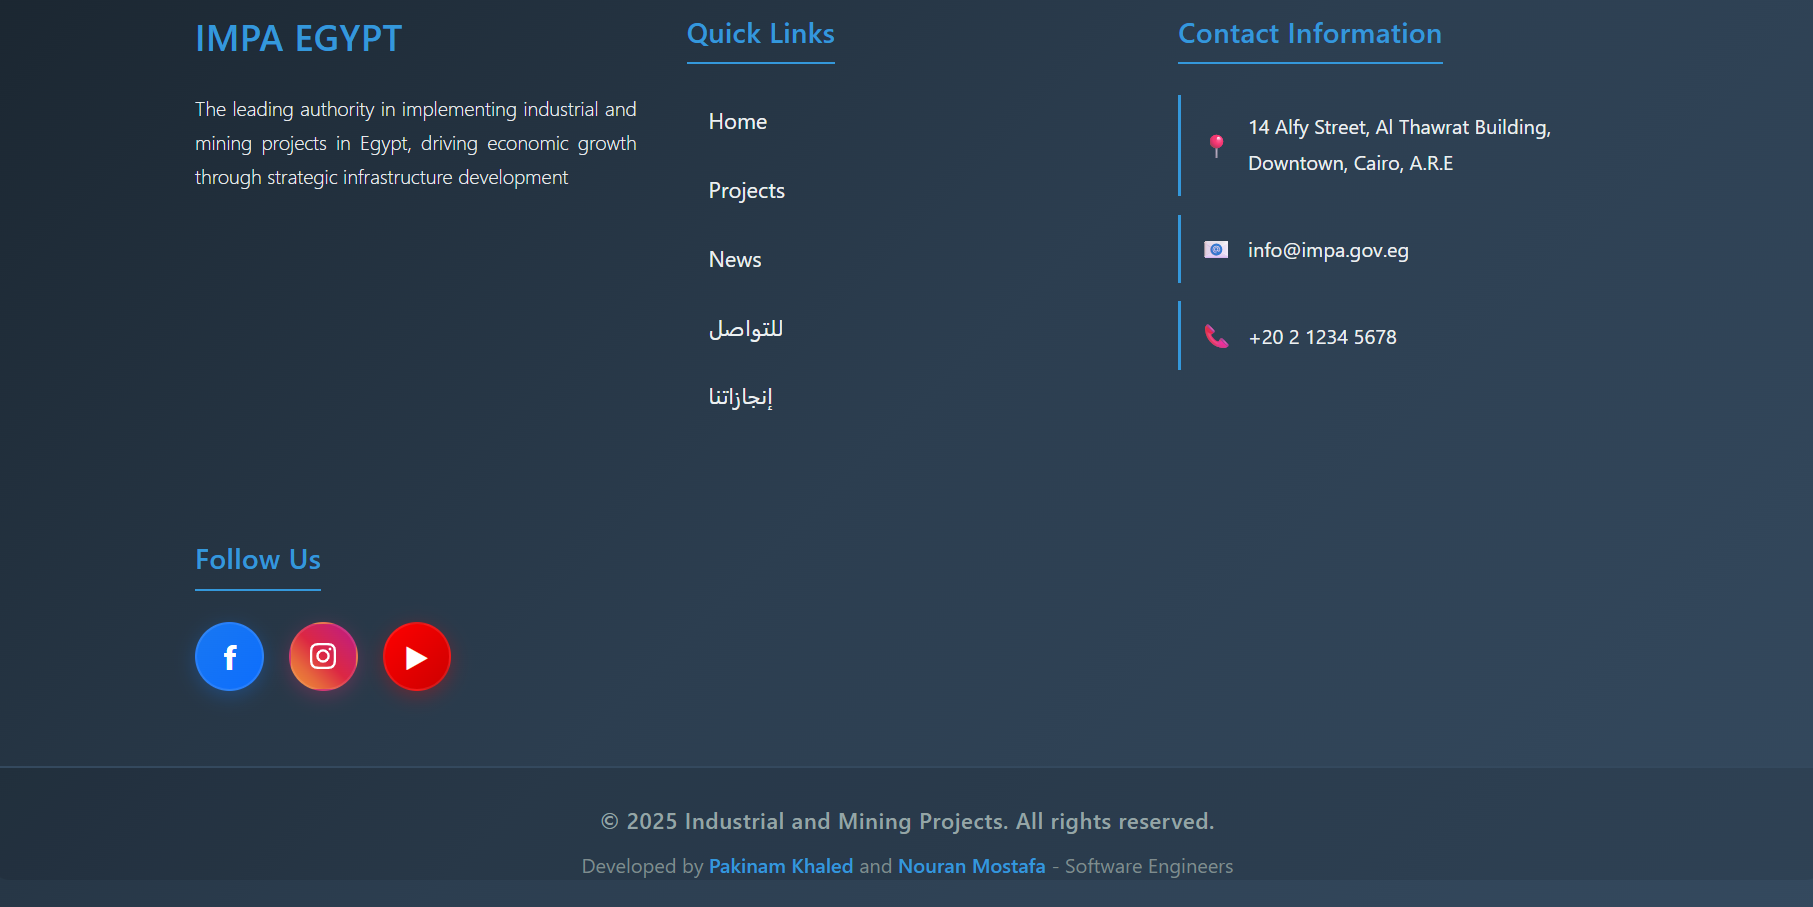 IMPA EGYPT
The leading authority in implementing industrial and
mining projects in Egypt, driving economic growth
through strategic infrastructure development
Quick Links
Home
Projects
News
للتواصل
إنجازاتنا
Contact Information
14 Alfy Street, Al Thawrat Building,
Downtown, Cairo, A.R.E
info@impa.gov.eg
+20 2 1234 5678
Follow Us
© 2025 Industrial and Mining Projects. All rights reserved.
Developed by Pakinam Khaled and Nouran Mostafa - Software Engineers